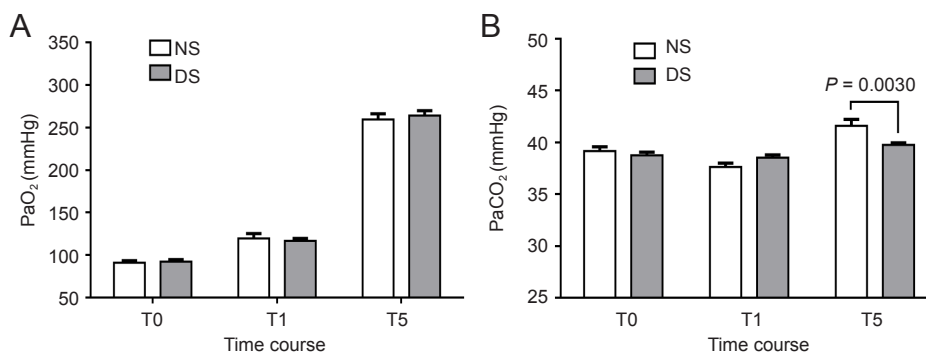 A
PaO2 (mmHg)
350
300
250
200
150
100
50
NS
DS
T0 T1 T5
Time course
B
PaCO2 (mmHg)
50
45
40
35
30
25
NS
DS
P = 0.0030
T0 T1 T5
Time course